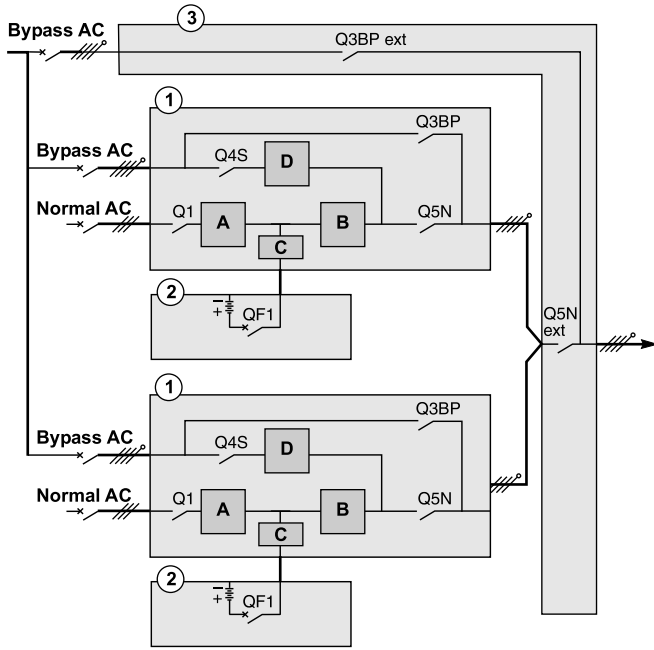 3
Bypass AC
Q3BP ext
1
Q3BP
Bypass AC
Q4S
D
Normal AC
Q1
A
B
Q5N
C
2
− +
QF1
Q5N
ext
1
Q3BP
Bypass AC
Q4S
D
Normal AC
Q1
A
B
Q5N
C
2
− +
QF1